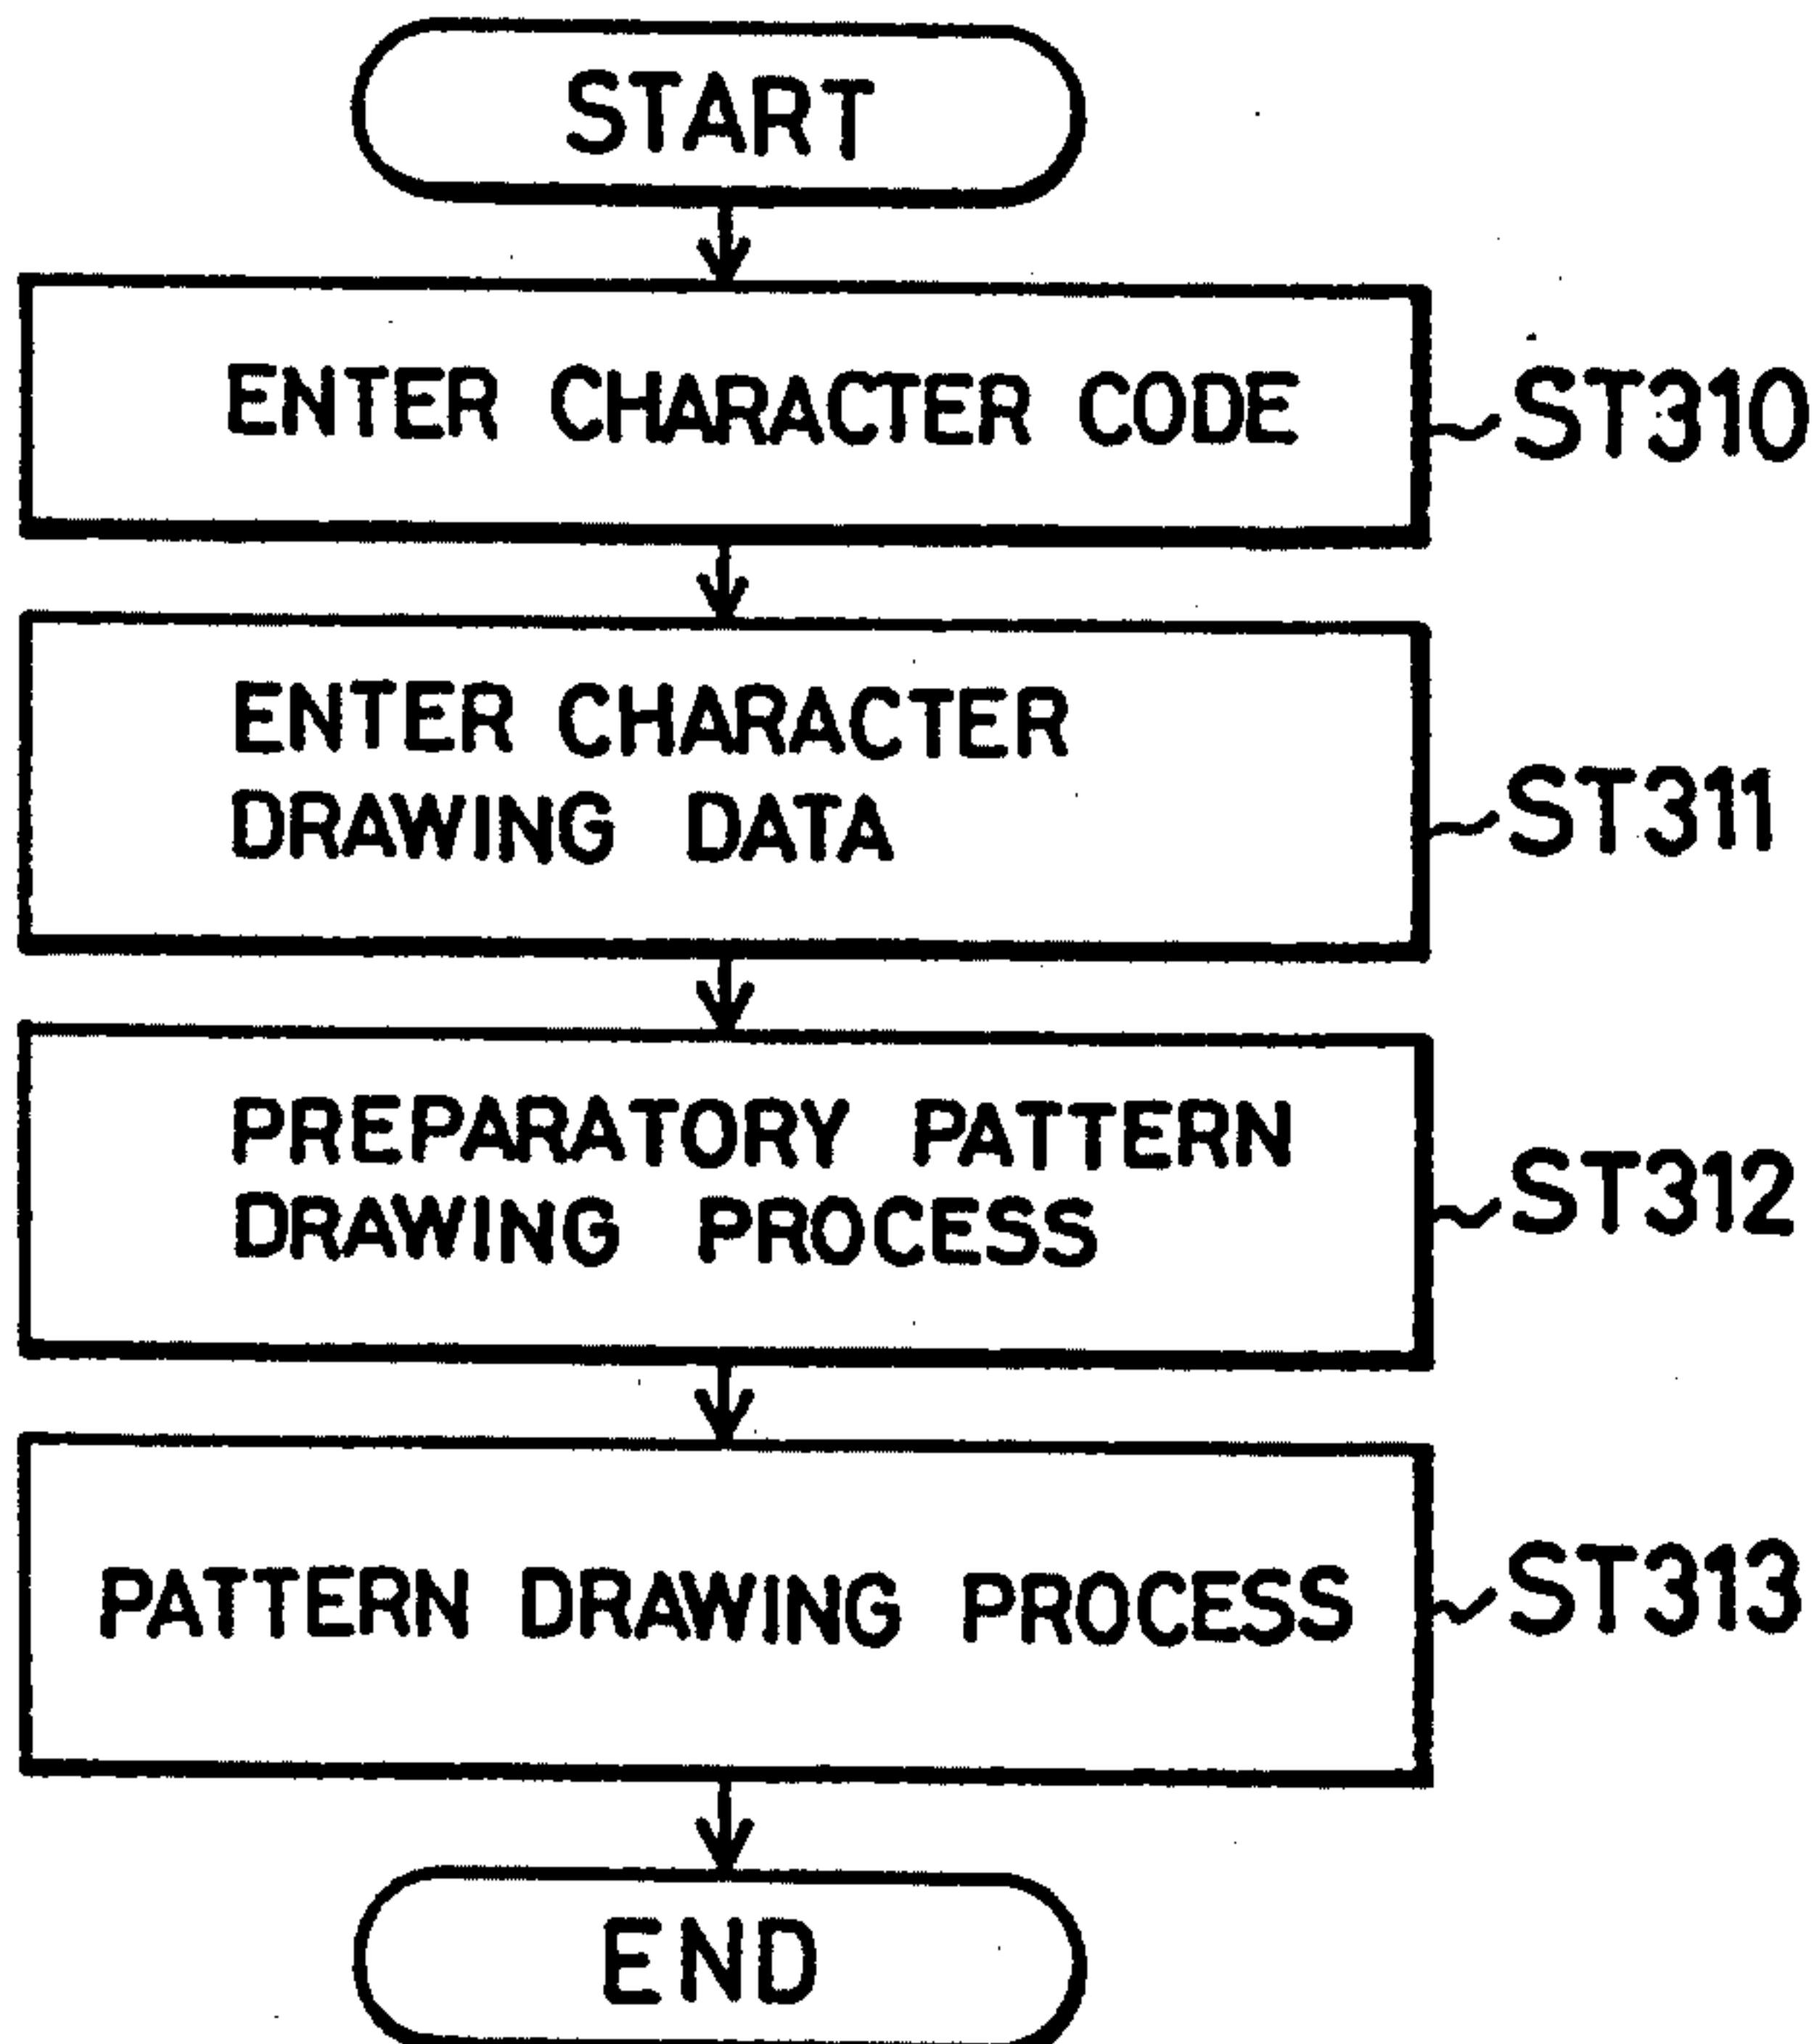 START
ENTER CHARACTER CODE
ST310
ENTER CHARACTER
DRAWING DATA
ST311
PREPARATORY PATTERN
DRAWING PROCESS
ST312
PATTERN DRAWING PROCESS
ST313
END